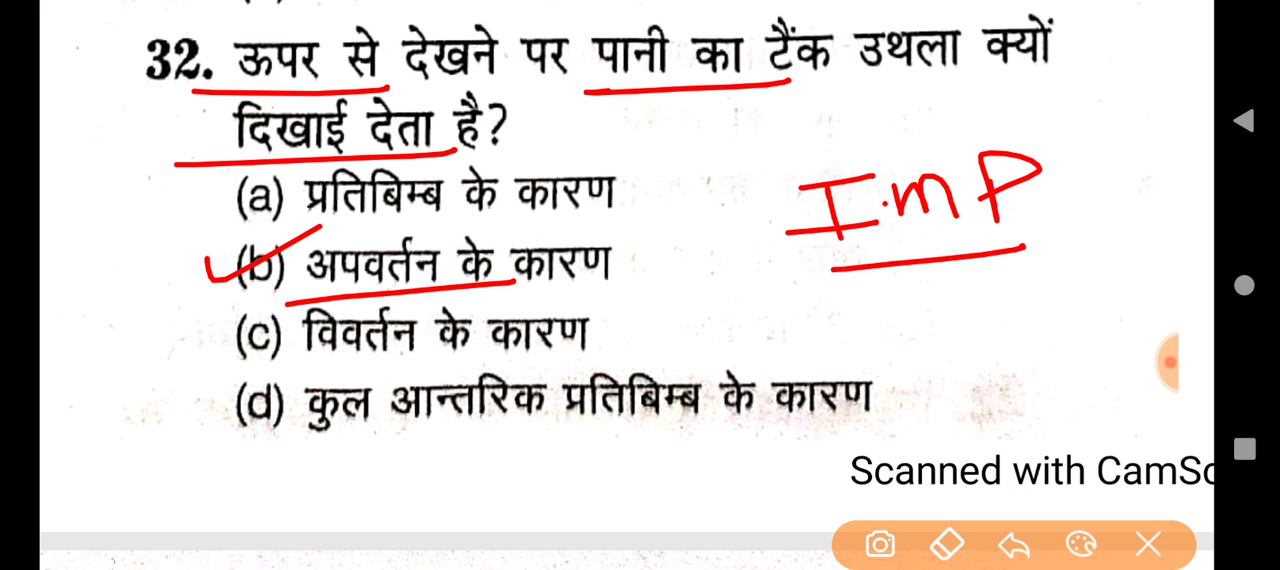 32. ऊपर से देखने पर पानी का टैंक उथला क्यों
दिखाई देता है?
(a) प्रतिबिम्ब के कारण
I.mP
(b) अपवर्तन के कारण
(c) विवर्तन के कारण
(d) कुल आन्तरिक प्रतिबिम्ब के कारण
Scanned with CamSc